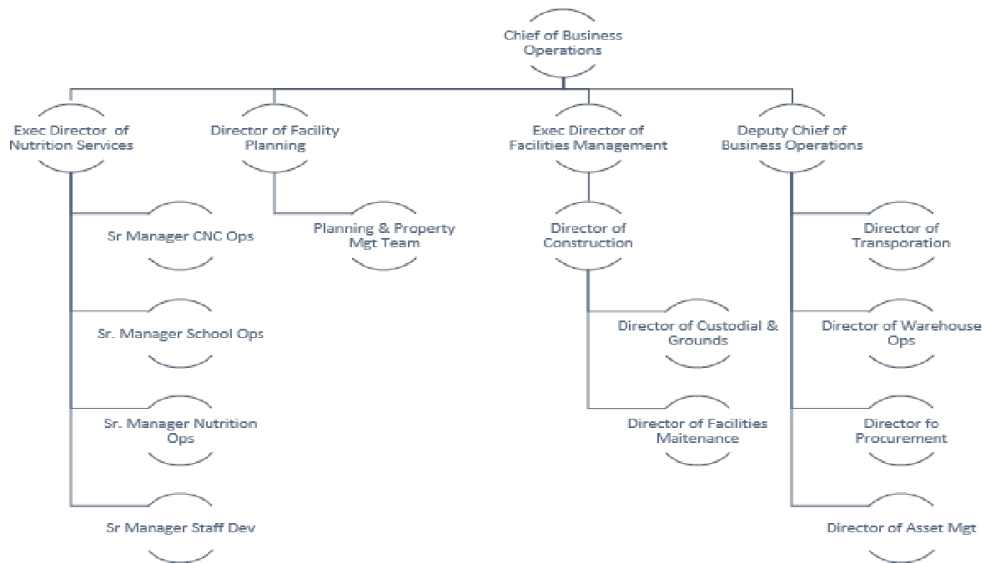 Chief of Business
Operations
Exec Director of
Nutrition Services
Director of Facility
Planning
Exec Director of
Facilities Management
Deputy Chief of
Business Operations
Sr Manager CNC Ops
Planning & Property
Mgt Team
Director of
Construction
Director of
Transporation
Sr. Manager School Ops
Director of Custodial &
Grounds
Director of Warehouse
Ops
Sr. Manager Nutrition
Ops
Director of Facilities
Maitenance
Director fo
Procurement
Sr Manager Staff Dev
Director of Asset Mgt